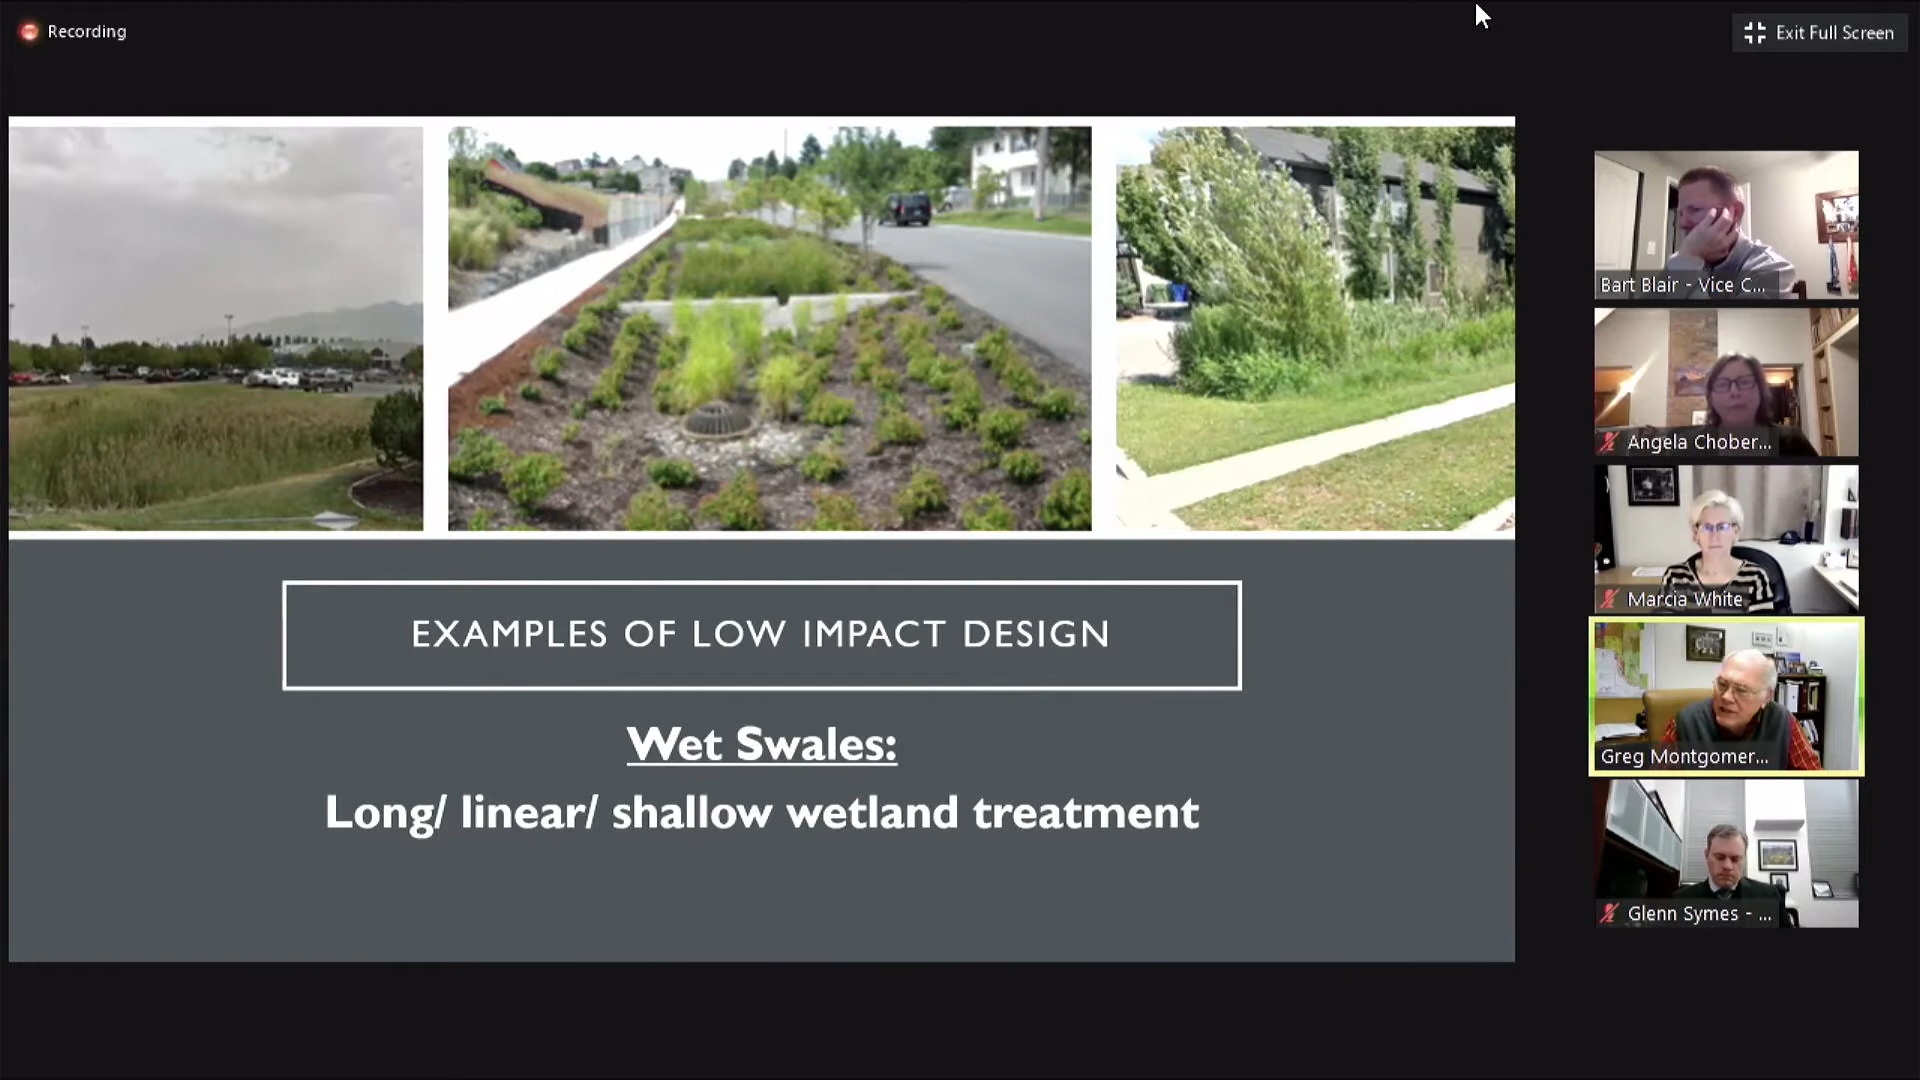 Recording
Exit Full Screen
EXAMPLES OF LOW IMPACT DESIGN
Wet Swales:
Long/ linear/ shallow wetland treatment
Bart Blair - Vice C...
Angela Chober...
Marcia White
Greg Montgomer...
Glenn Symes - ...